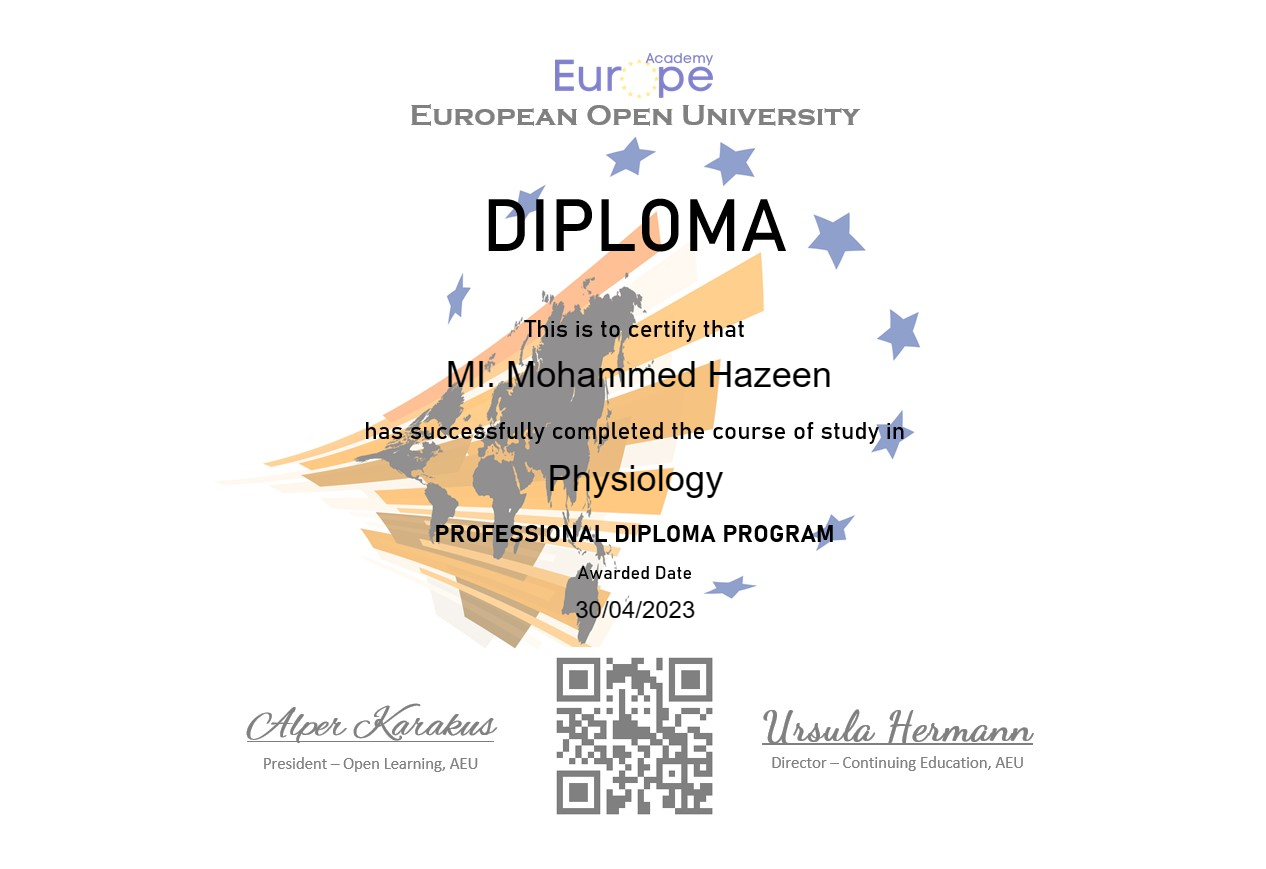 Academy
Europe
EUROPEAN OPEN UNIVERSITY
DIPLOMA
This is to certify that
MI. Mohammed Hazeen
has successfully completed the course of study in
Physiology
PROFESSIONAL DIPLOMA PROGRAM
Awarded Date
30/04/2023
Alper Karakus
President – Open Learning, AEU
Ursula Hermann
Director – Continuing Education, AEU